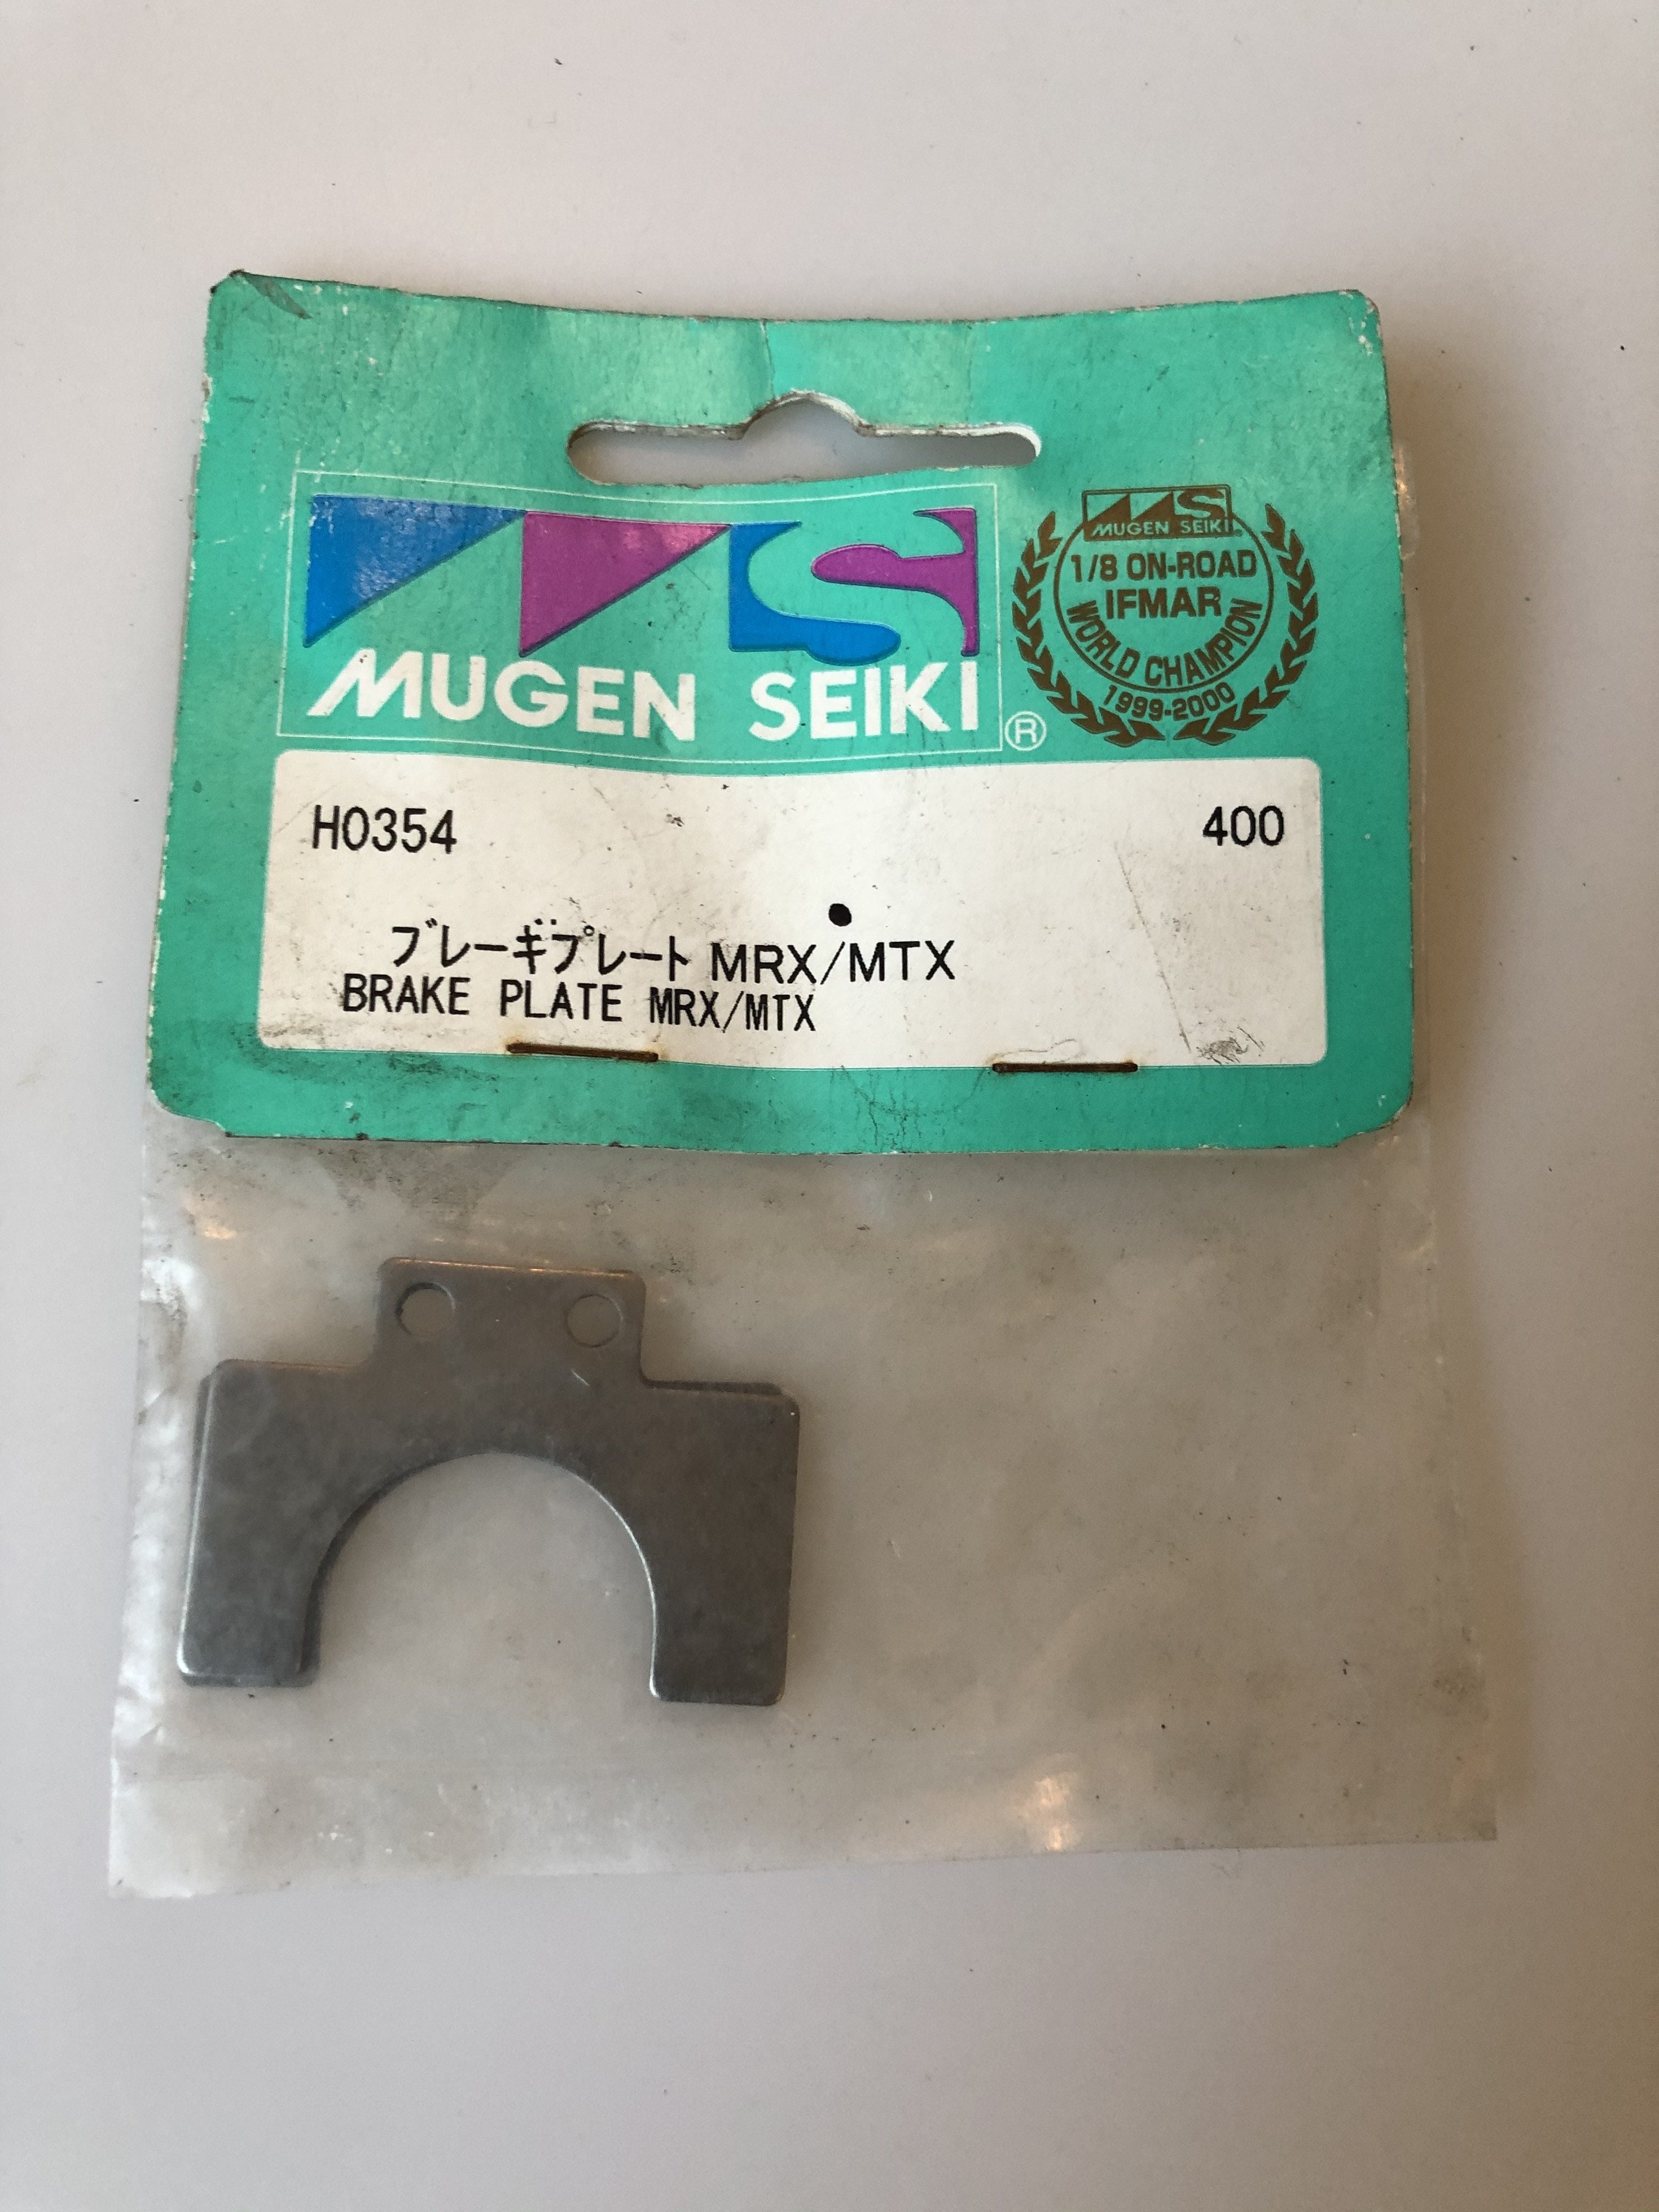 MUGEN SEIKI ®
MUGEN SEIKI
1/8 ON-ROAD
IFMAR
WORLD CHAMPION
1999-2000
H0354
400
ブレーキプレート MRX/MTX
BRAKE PLATE MRX/MTX